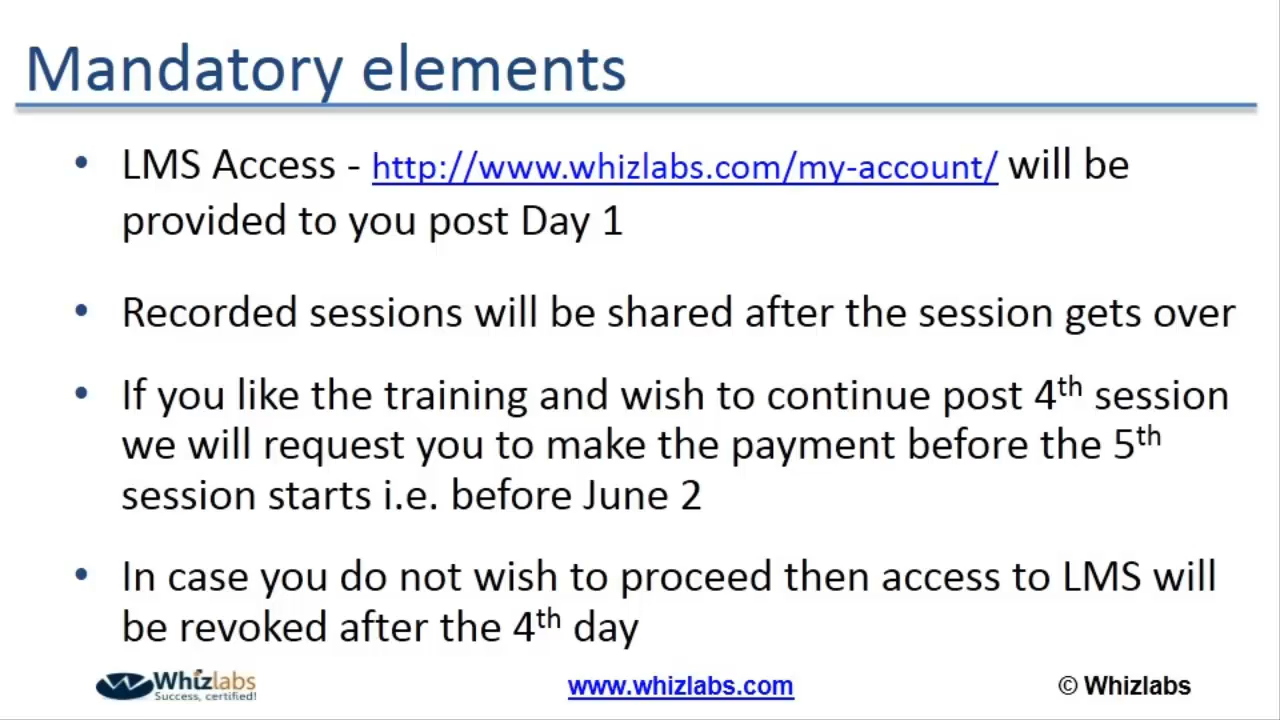 Mandatory elements
• LMS Access - http://www.whizlabs.com/my-account/ will be
provided to you post Day 1
• Recorded sessions will be shared after the session gets over
• If you like the training and wish to continue post 4th session
we will request you to make the payment before the 5th
session starts i.e. before June 2
• In case you do not wish to proceed then access to LMS will
be revoked after the 4th day
Whizlabs
Success, certified!
www.whizlabs.com
© Whizlabs